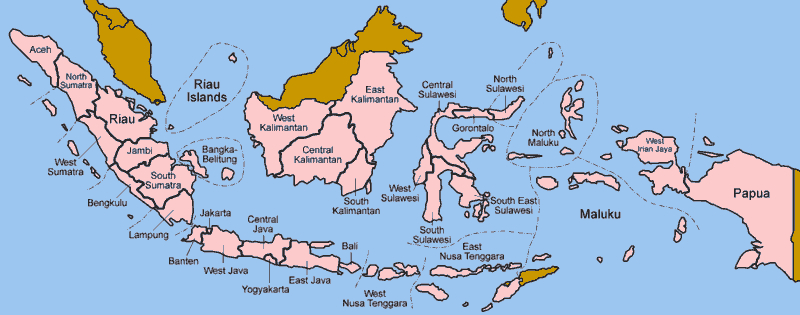 Aceh
North
Sumatra
Riau
Islands
Riau
Jambi
Bangka-
Belitung
South
Sumatra
West
Sumatra
Bengkulu
Lampung
Jakarta
Banten
West Java
Central
Java
Yogyakarta
East Java
Bali
West
Nusa Tenggara
East
Nusa Tenggara
West
Kalimantan
Central
Kalimantan
East
Kalimantan
South
Kalimantan
Central
Sulawesi
North
Sulawesi
Gorontalo
West
Sulawesi
South
Sulawesi
South East
Sulawesi
North
Maluku
Maluku
West
Irian Jaya
Papua